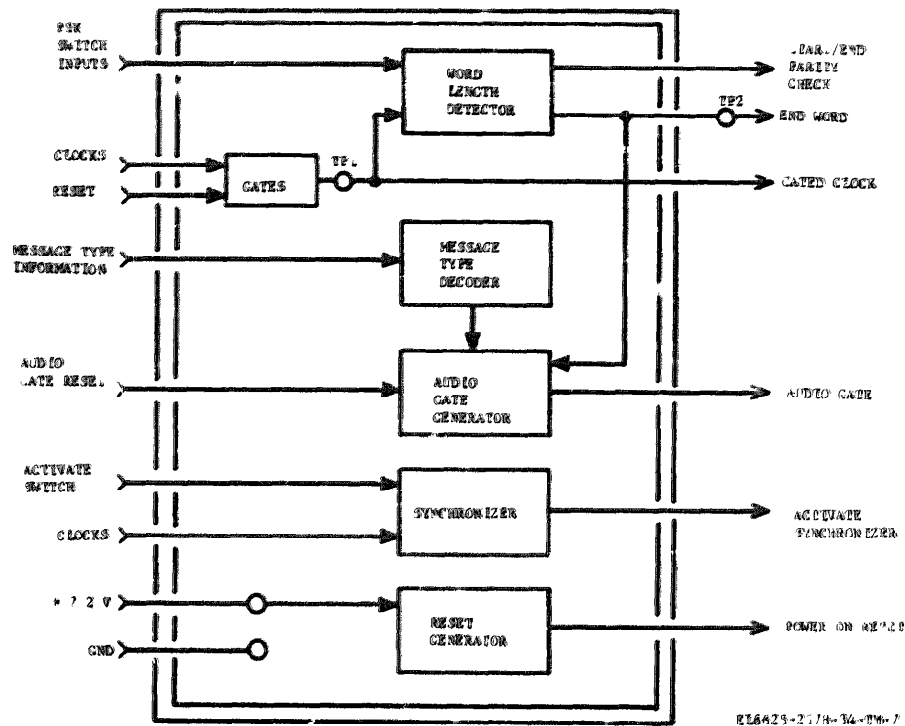 SWITCH
INPUTS
WORD
LENGTH
DETECTOR
PARITY
CHECK
TP2
END WORD
CLOCKS
RESET
GATES
GATED CLOCK
MESSAGE TYPE
INFORMATION
MESSAGE
TYPE
DECODER
AUDIO
GATE RESET
AUDIO
GATE
GENERATOR
AUDIO GATE
ACTIVATE
SWITCH
CLOCKS
SYNCHRONIZER
ACTIVATE
SYNCHRONIZER
GND
RESET
GENERATOR
POWER ON